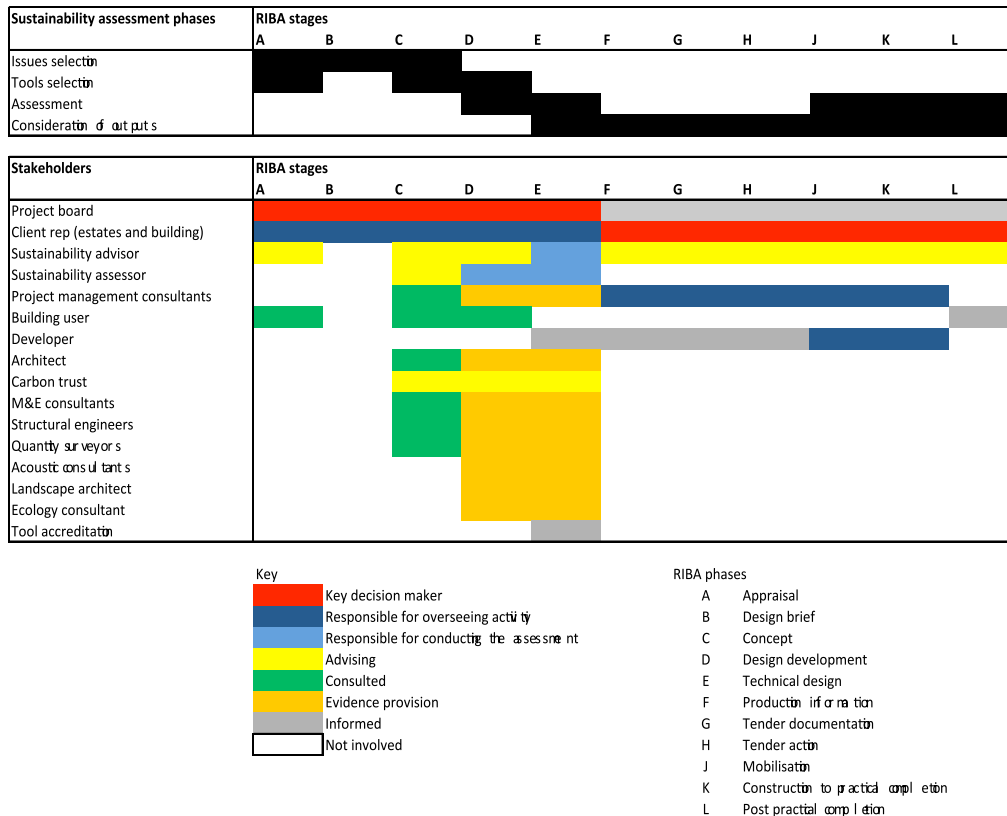 Sustainability assessment phases RIBA stages
A B C D E F G H J K L
Issues selection
Tools selection
Assessment
Consideration of outputs
Stakeholders RIBA stages
A B C D E F G H J K L
Project board
Client rep (estates and building)
Sustainability advisor
Sustainability assessor
Project management consultants
Building user
Developer
Architect
Carbon trust
M&E consultants
Structural engineers
Quantity surveyors
Acoustic consultants
Landscape architect
Ecology consultant
Tool accreditation
Key
Key decision maker
Responsible for overseeing activity
Responsible for conducting the assessment
Advising
Consulted
Evidence provision
Informed
Not involved
RIBA phases
A Appraisal
B Design brief
C Concept
D Design development
E Technical design
F Production information
G Tender documentation
H Tender action
J Mobilisation
K Construction to practical completion
L Post practical completion